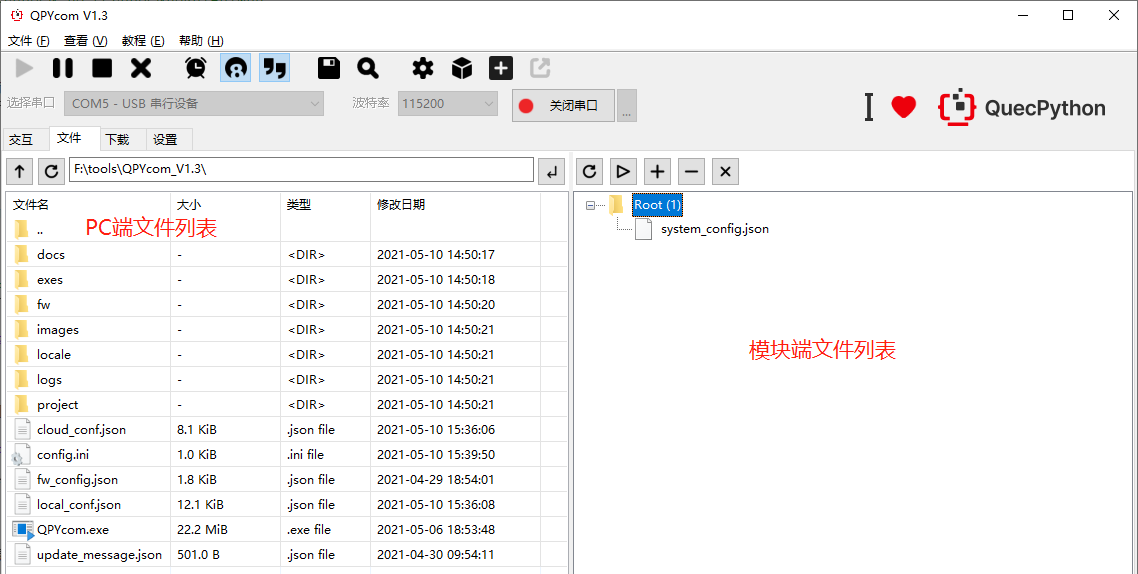 QPYcom V1.3
文件 (F) 查看 (V) 教程 (E) 帮助 (H)
选择串口 COM5 - USB 串行设备 波特率 115200 关闭串口 ...
I QuecPython
交互 文件 下载 设置
F:\tools\QPYcom_V1.3\
文件名 大小 类型 修改日期
.. PC端文件列表
docs - <DIR> 2021-05-10 14:50:17
exes - <DIR> 2021-05-10 14:50:18
fw - <DIR> 2021-05-10 14:50:20
images - <DIR> 2021-05-10 14:50:21
locale - <DIR> 2021-05-10 14:50:21
logs - <DIR> 2021-05-10 14:50:21
project - <DIR> 2021-05-10 14:50:21
cloud_conf.json 8.1 KiB .json file 2021-05-10 15:36:06
config.ini 1.0 KiB .ini file 2021-05-10 15:39:50
fw_config.json 1.8 KiB .json file 2021-04-29 18:54:01
local_conf.json 12.1 KiB .json file 2021-05-10 15:36:08
QPYcom.exe 22.2 MiB .exe file 2021-05-06 18:53:48
update_message.json 501.0 B .json file 2021-04-30 09:54:11
Root (1)
system_config.json
模块端文件列表